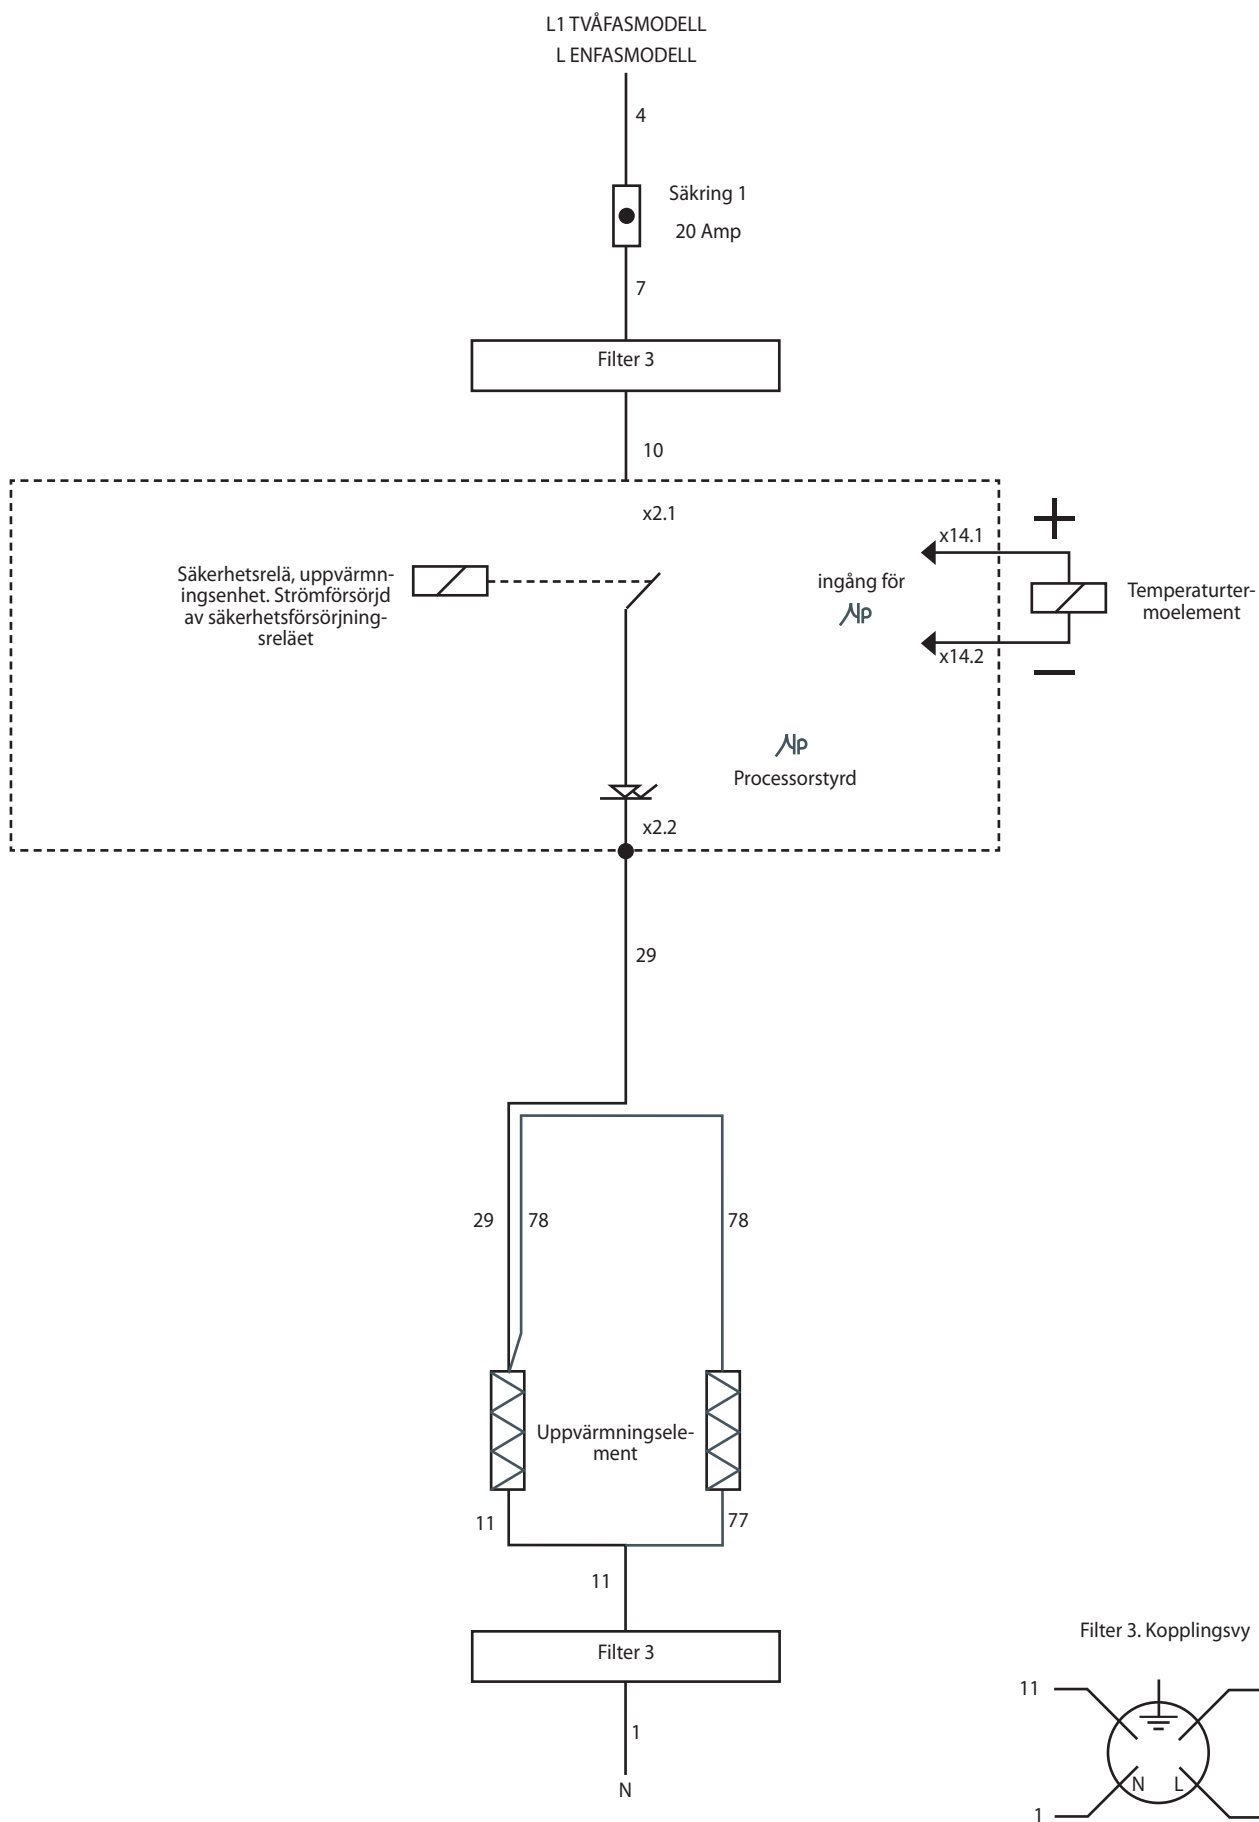 L1 TVÅFASMODELL
L ENFASMODELL
4
Säkring 1
20 Amp
7
Filter 3
10
x2.1
x14.1
Säkerhetsrelä, uppvärmn-
ingsenhet. Strömförsörjd
av säkerhetsförsörjning-
sreläet
ingång för
Temperaturter-
moelement
x14.2
Processorstyrd
x2.2
29
29
78
78
Uppvärmningsele-
ment
11
77
11
Filter 3
1
N
Filter 3. Kopplingsvy
11
N
L
1